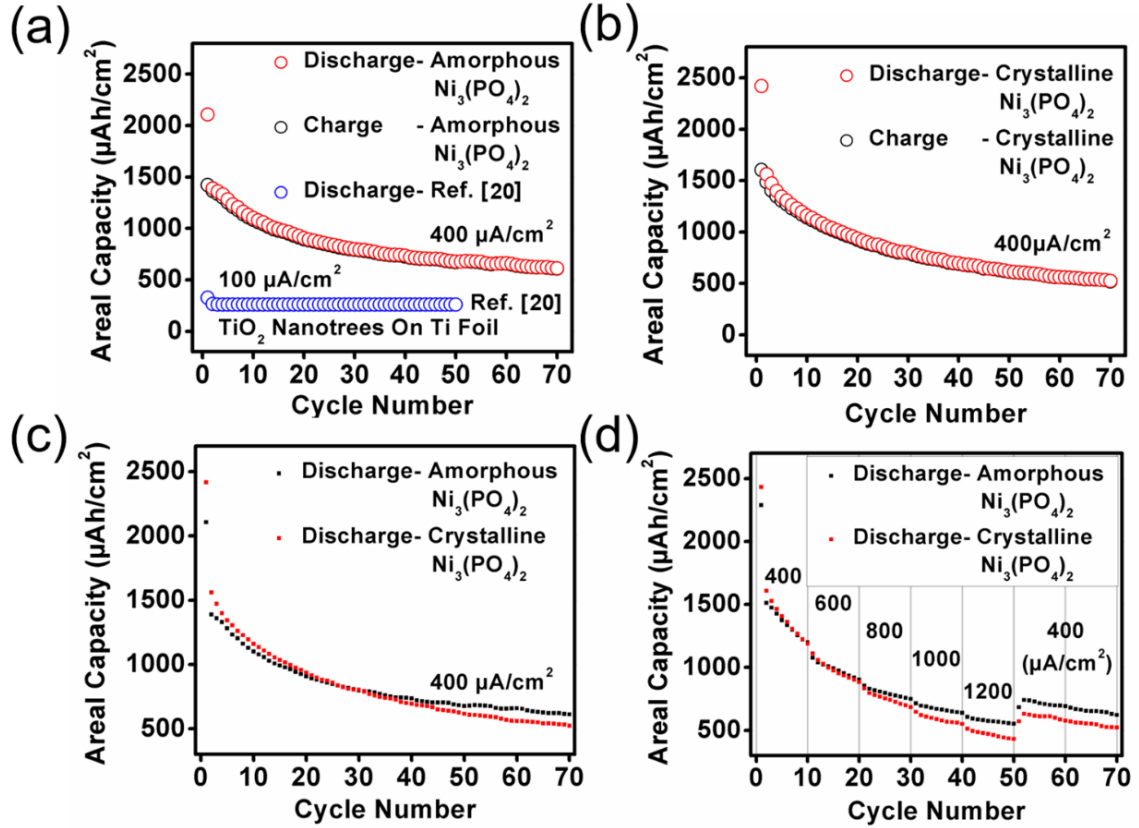 (a)
Areal Capacity (μAh/cm²)
2500
2000
1500
1000
500
0
Discharge- Amorphous
Ni₃(PO₄)₂
Charge - Amorphous
Ni₃(PO₄)₂
Discharge- Ref. [20]
400 μA/cm²
100 μA/cm²
Ref. [20]
TiO₂ Nanotrees On Ti Foil
0 10 20 30 40 50 60 70
Cycle Number
(b)
Areal Capacity (μAh/cm²)
2500
2000
1500
1000
500
0
Discharge- Crystalline
Ni₃(PO₄)₂
Charge - Crystalline
Ni₃(PO₄)₂
400μA/cm²
0 10 20 30 40 50 60 70
Cycle Number
(c)
Areal Capacity (μAh/cm²)
2500
2000
1500
1000
500
Discharge- Amorphous
Ni₃(PO₄)₂
Discharge- Crystalline
Ni₃(PO₄)₂
400 μA/cm²
0 10 20 30 40 50 60 70
Cycle Number
(d)
Areal Capacity (μAh/cm²)
2500
2000
1500
1000
500
Discharge- Amorphous
Ni₃(PO₄)₂
Discharge- Crystalline
Ni₃(PO₄)₂
400
600
800
1000
1200
400
(μA/cm²)
0 10 20 30 40 50 60 70
Cycle Number